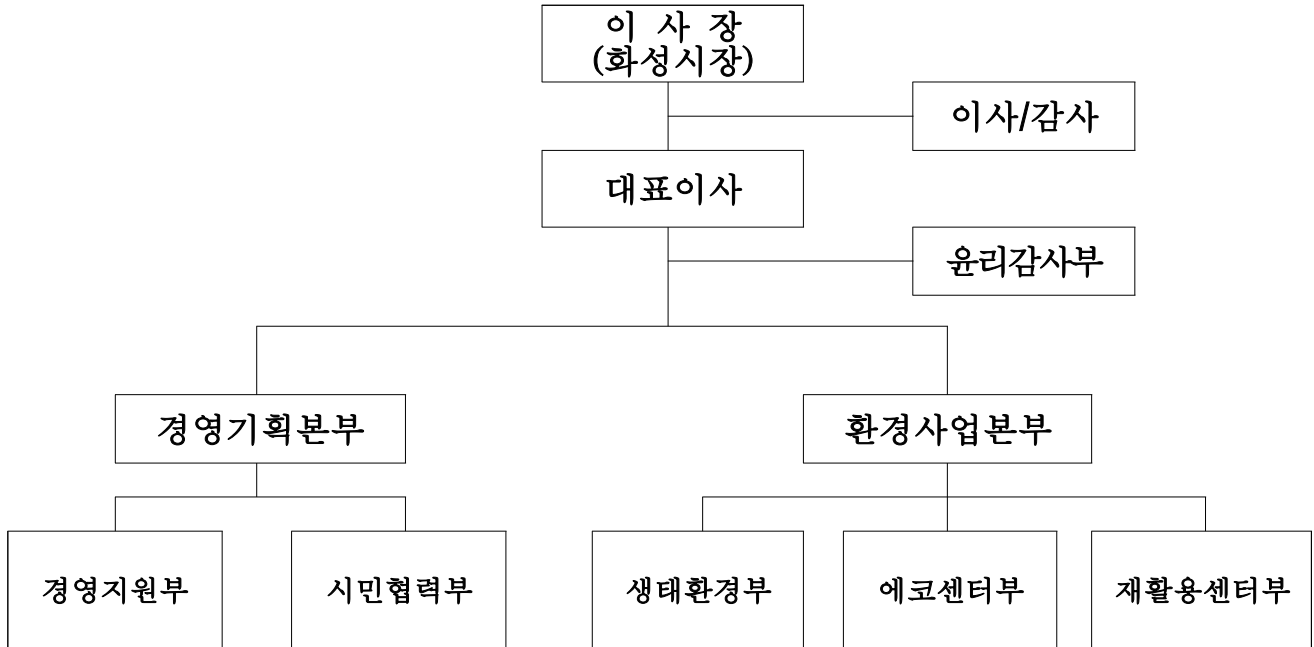 이 사 장
(화성시장)
이사/감사
대표이사
윤리감사부
경영기획본부
환경사업본부
경영지원부
시민협력부
생태환경부
에코센터부
재활용센터부